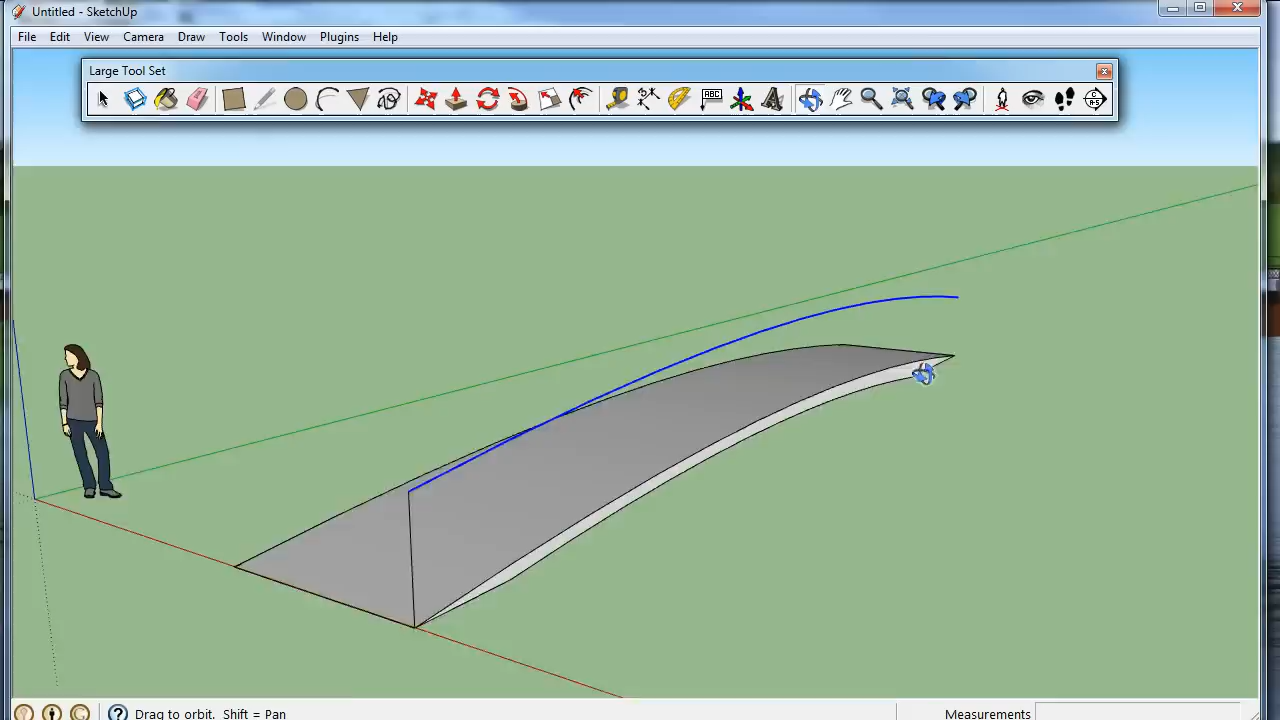 Untitled - SketchUp
File Edit View Camera Draw Tools Window Plugins Help
Large Tool Set
ABC
Drag to orbit. Shift = Pan
Measurements